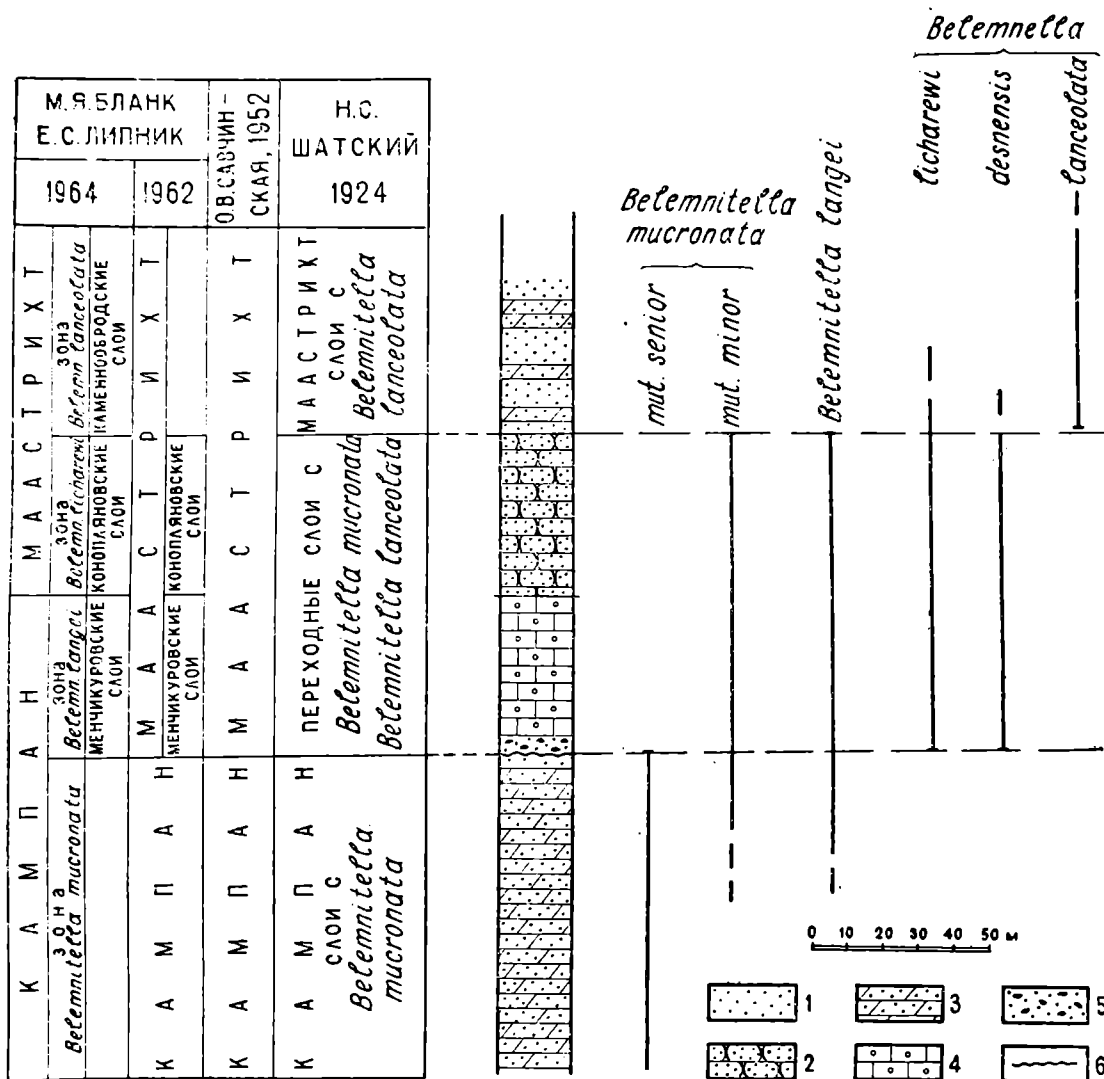 М.Я.БЛАНК
Е.С.ЛИПНИК
1964
1962
О.В.САВЧИН-
СКАЯ, 1952
Н.С.
ШАТСКИЙ
1924
МААСТРИХТ
КАМПАН
ЗОНА
Belemn lanceolata
КАМЕННОБРОДСКИЕ
СЛОИ
ЗОНА
Belemn. licharewi
КОНОПЛЯНОВСКИЕ
СЛОИ
ЗОНА
Belemn. langei
МЕНЧИКУРОВСКИЕ
СЛОИ
ЗОНА
Belemnitella mucronata
МААСТРИХТ
КОНОПЛЯНОВСКИЕ
СЛОИ
МЕНЧИКУРОВСКИЕ
СЛОИ
КАМПАН
МААСТРИХТ
КАМПАН
МААСТРИХТ
СЛОИ С
Belemnitella
lanceolata
ПЕРЕХОДНЫЕ СЛОИ С
Belemnitella mucronata
Belemnitella lanceolata
КАМПАН
СЛОИ С
Belemnitella
mucronata
Belemnitella
mucronata
mut. senior
mut. minor
Belemnitella langei
Belemnella
licharewi
desnensis
lanceolata
0 10 20 30 40 50 м
1
2
3
4
5
6